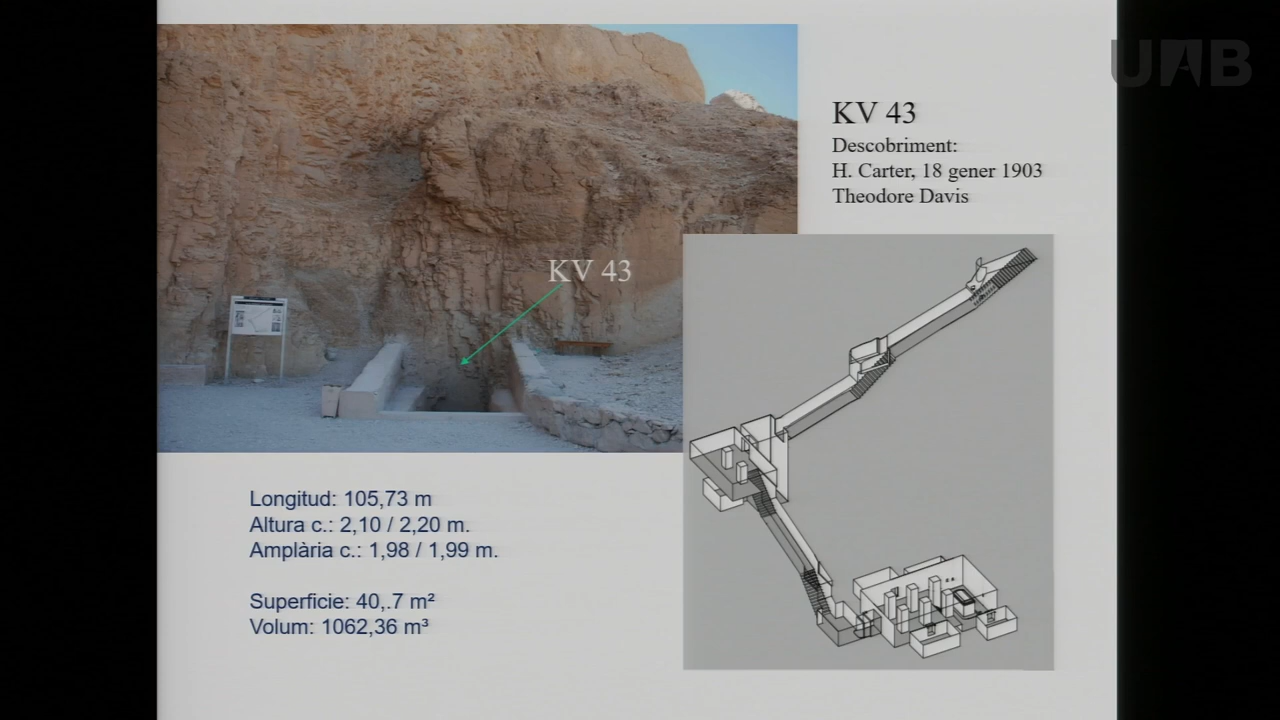 UAB
KV 43
Descobriment:
H. Carter, 18 gener 1903
Theodore Davis
KV 43
Longitud: 105,73 m
Altura c.: 2,10 / 2,20 m.
Amplària c.: 1,98 / 1,99 m.
Superficie: 40,.7 m²
Volum: 1062,36 m³